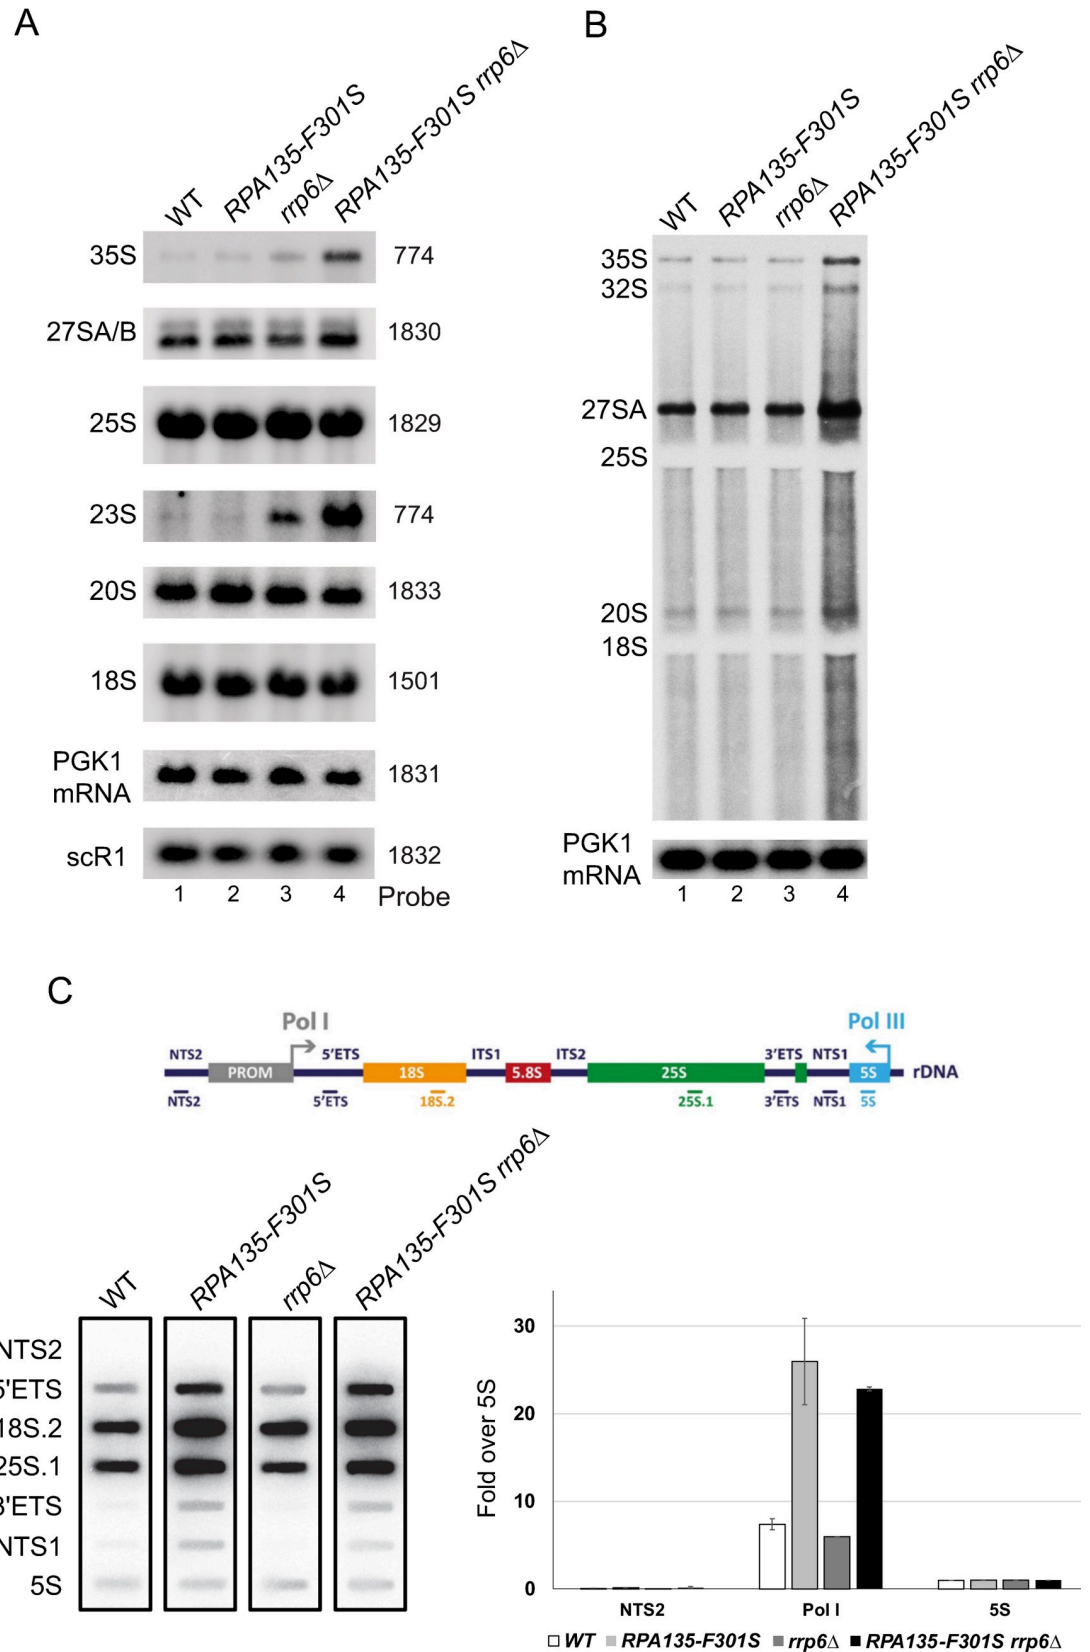 A
WT
RPA135-F301S
rrp6Δ
RPA135-F301S rrp6Δ
35S 774
27SA/B 1830
25S 1829
23S 774
20S 1833
18S 1501
PGK1
mRNA 1831
scR1 1832
1 2 3 4 Probe
B
WT
RPA135-F301S
rrp6Δ
RPA135-F301S rrp6Δ
35S
32S
27SA
25S
20S
18S
PGK1
mRNA
1 2 3 4
C
Pol I Pol III
NTS2 5'ETS ITS1 ITS2 3'ETS NTS1
PROM 18S 5.8S 25S 5S rDNA
NTS2 5'ETS 18S.2 25S.1 3'ETS NTS1 5S
WT
RPA135-F301S
rrp6Δ
RPA135-F301S rrp6Δ
NTS2
5'ETS
18S.2
25S.1
3'ETS
NTS1
5S
Fold over 5S
30
20
10
0
NTS2 Pol I 5S
WT RPA135-F301S rrp6Δ RPA135-F301S rrp6Δ